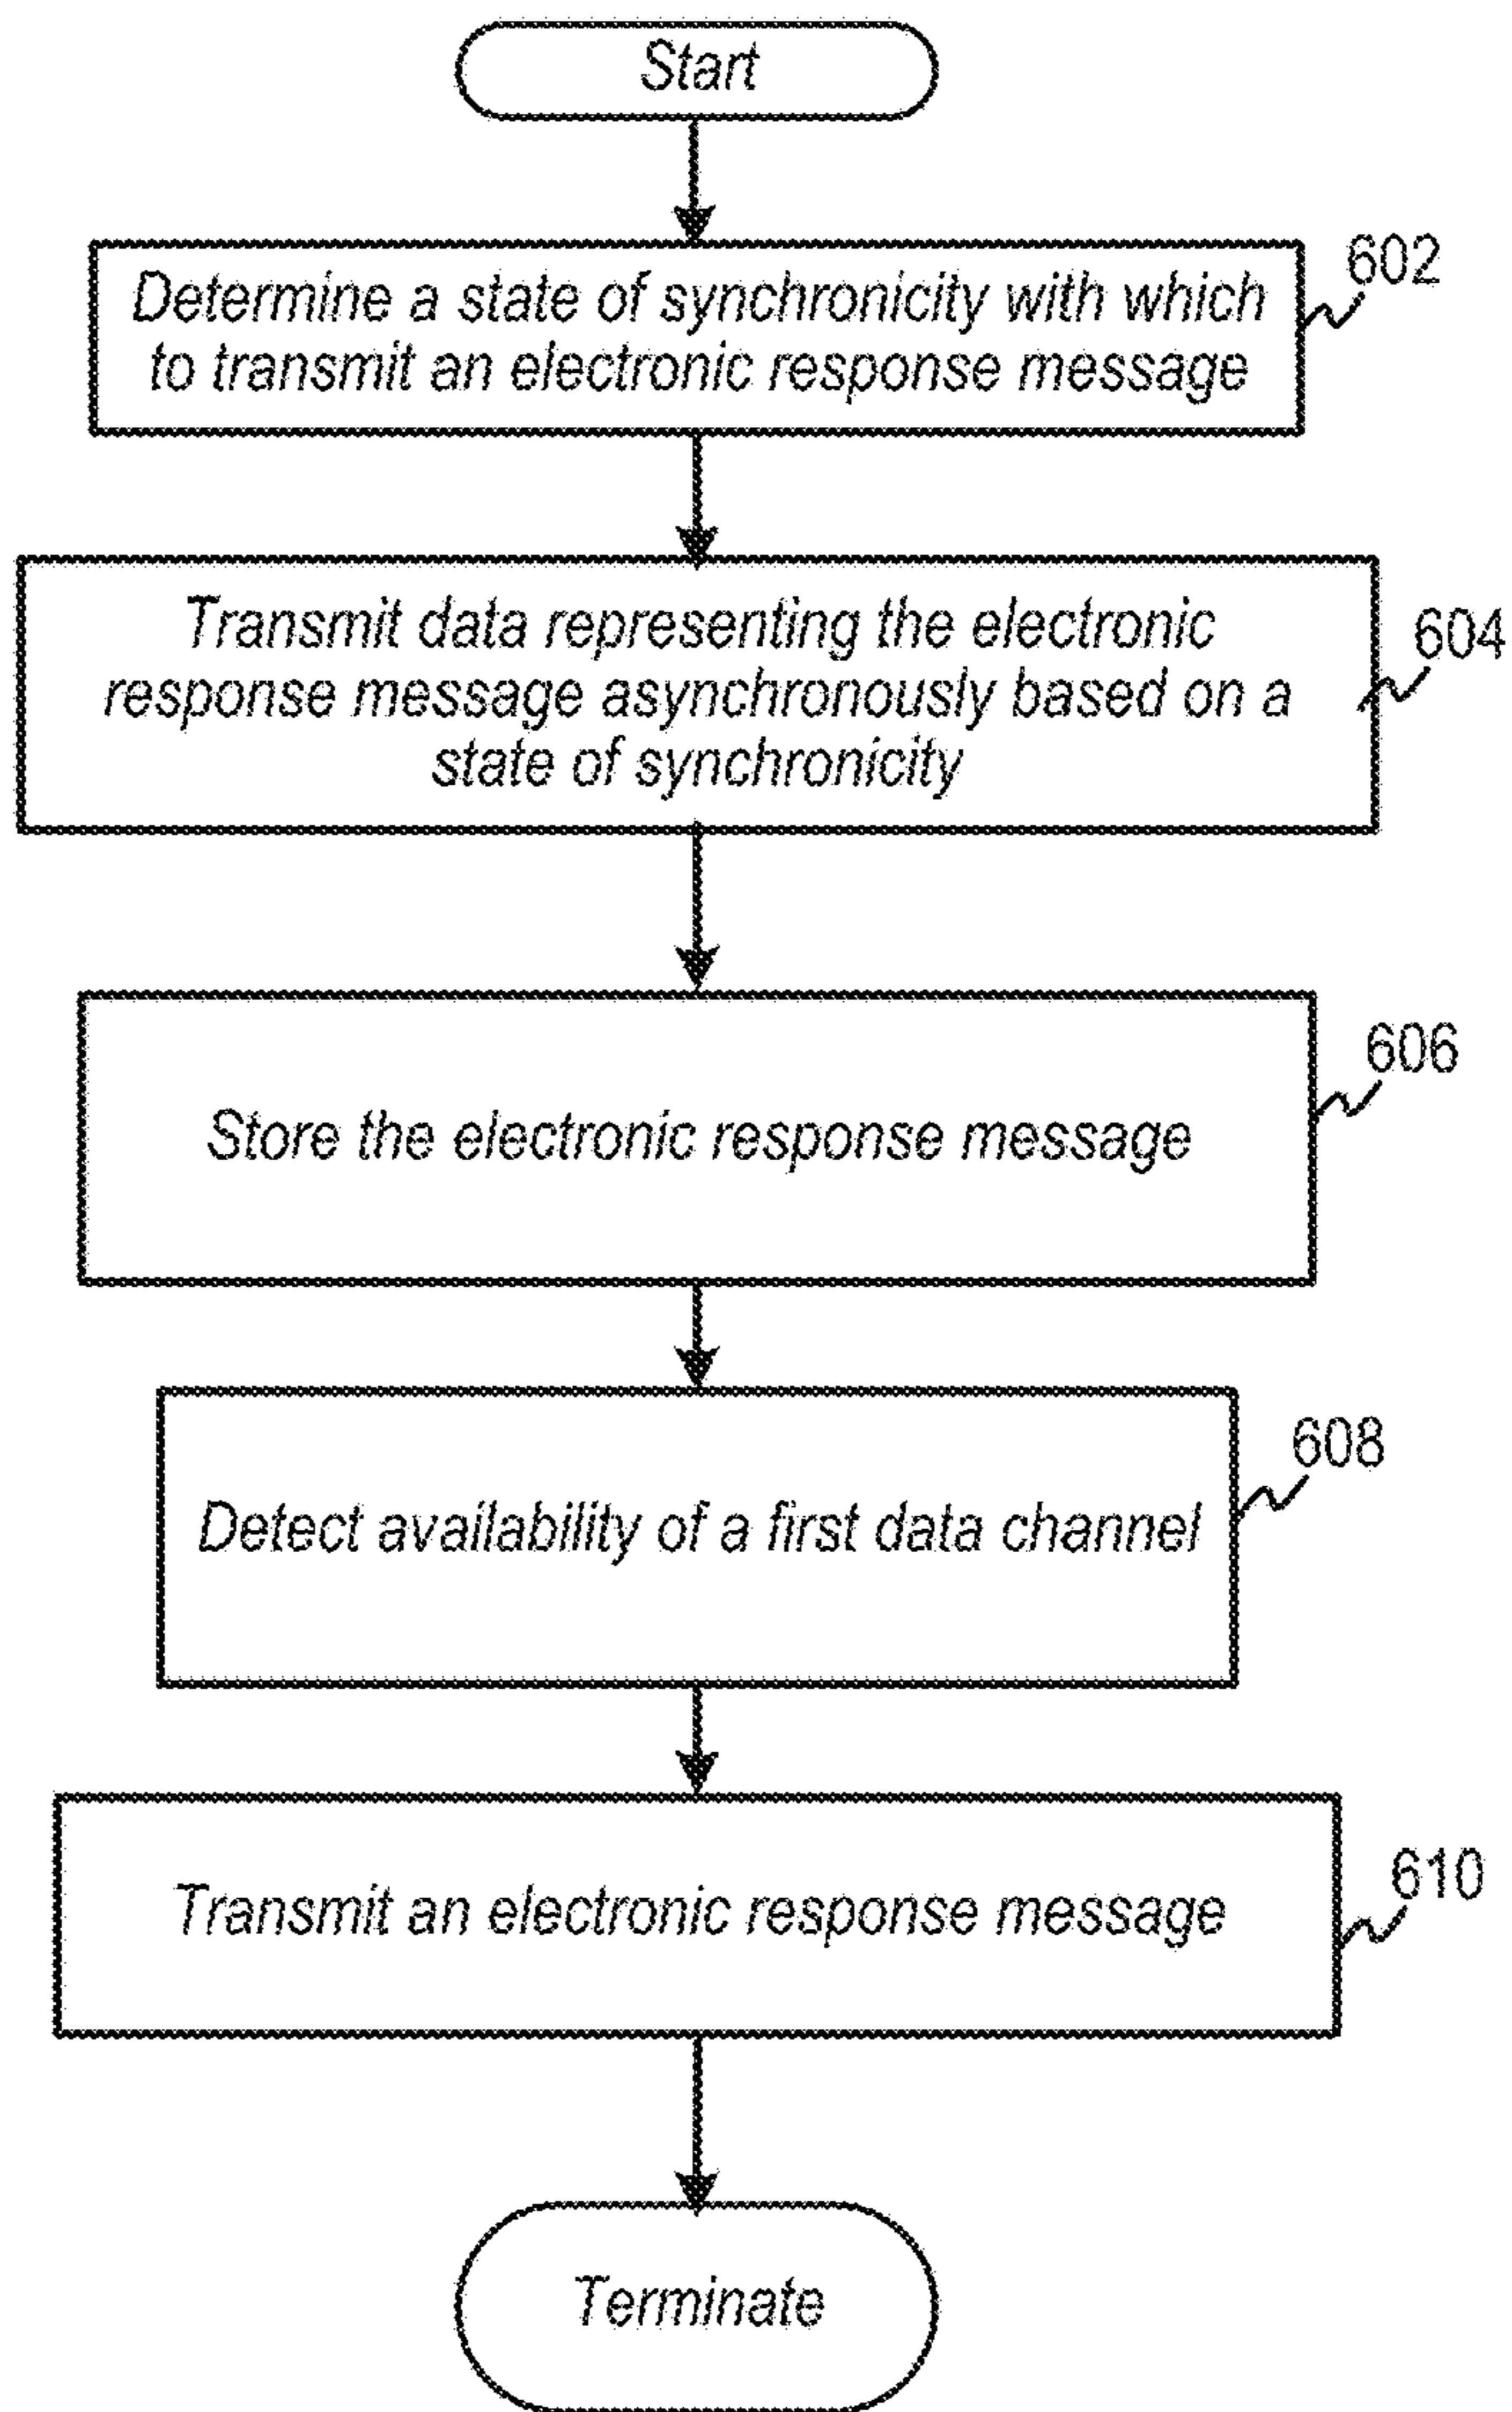 Start
602
Determine a state of synchronicity with which
to transmit an electronic response message
604
Transmit data representing the electronic
response message asynchronously based on a
state of synchronicity
606
Store the electronic response message
608
Detect availability of a first data channel
610
Transmit an electronic response message
Terminate